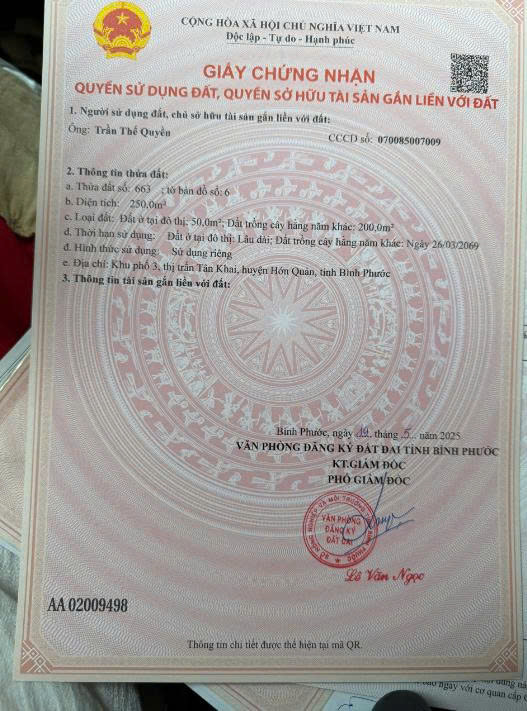 CỘNG HÒA XÃ HỘI CHỦ NGHĨA VIỆT NAM
Độc lập - Tự do - Hạnh phúc
GIẤY CHỨNG NHẬN
QUYỀN SỬ DỤNG ĐẤT, QUYỀN SỞ HỮU TÀI SẢN GẮN LIỀN VỚI ĐẤT
1. Người sử dụng đất, chủ sở hữu tài sản gắn liền với đất:
Ông: Trần Thế Quyền
CCCD số: 070085007009
2. Thông tin thửa đất:
a. Thửa đất số: 663 ; tờ bản đồ số: 6
b. Diện tích: 250,0m²
c. Loại đất: Đất ở tại đô thị: 50,0m²; Đất trồng cây hằng năm khác: 200,0m²
d. Thời hạn sử dụng: Đất ở tại đô thị: Lâu dài; Đất trồng cây hằng năm khác: Ngày 26/03/2069
đ. Hình thức sử dụng: Sử dụng riêng
e. Địa chỉ: Khu phố 3, thị trấn Tân Khai, huyện Hớn Quản, tỉnh Bình Phước
3. Thông tin tài sản gắn liền với đất:
Bình Phước, ngày 19 tháng 5 năm 2025
VĂN PHÒNG ĐĂNG KÝ ĐẤT ĐAI TỈNH BÌNH PHƯỚC
KT.GIÁM ĐỐC
PHÓ GIÁM ĐỐC
VĂN PHÒNG
ĐĂNG KÝ
ĐẤT ĐAI
Lê Văn Ngọc
AA 02009498
Thông tin chi tiết được thể hiện tại mã QR.
ngay với cơ quan cấp